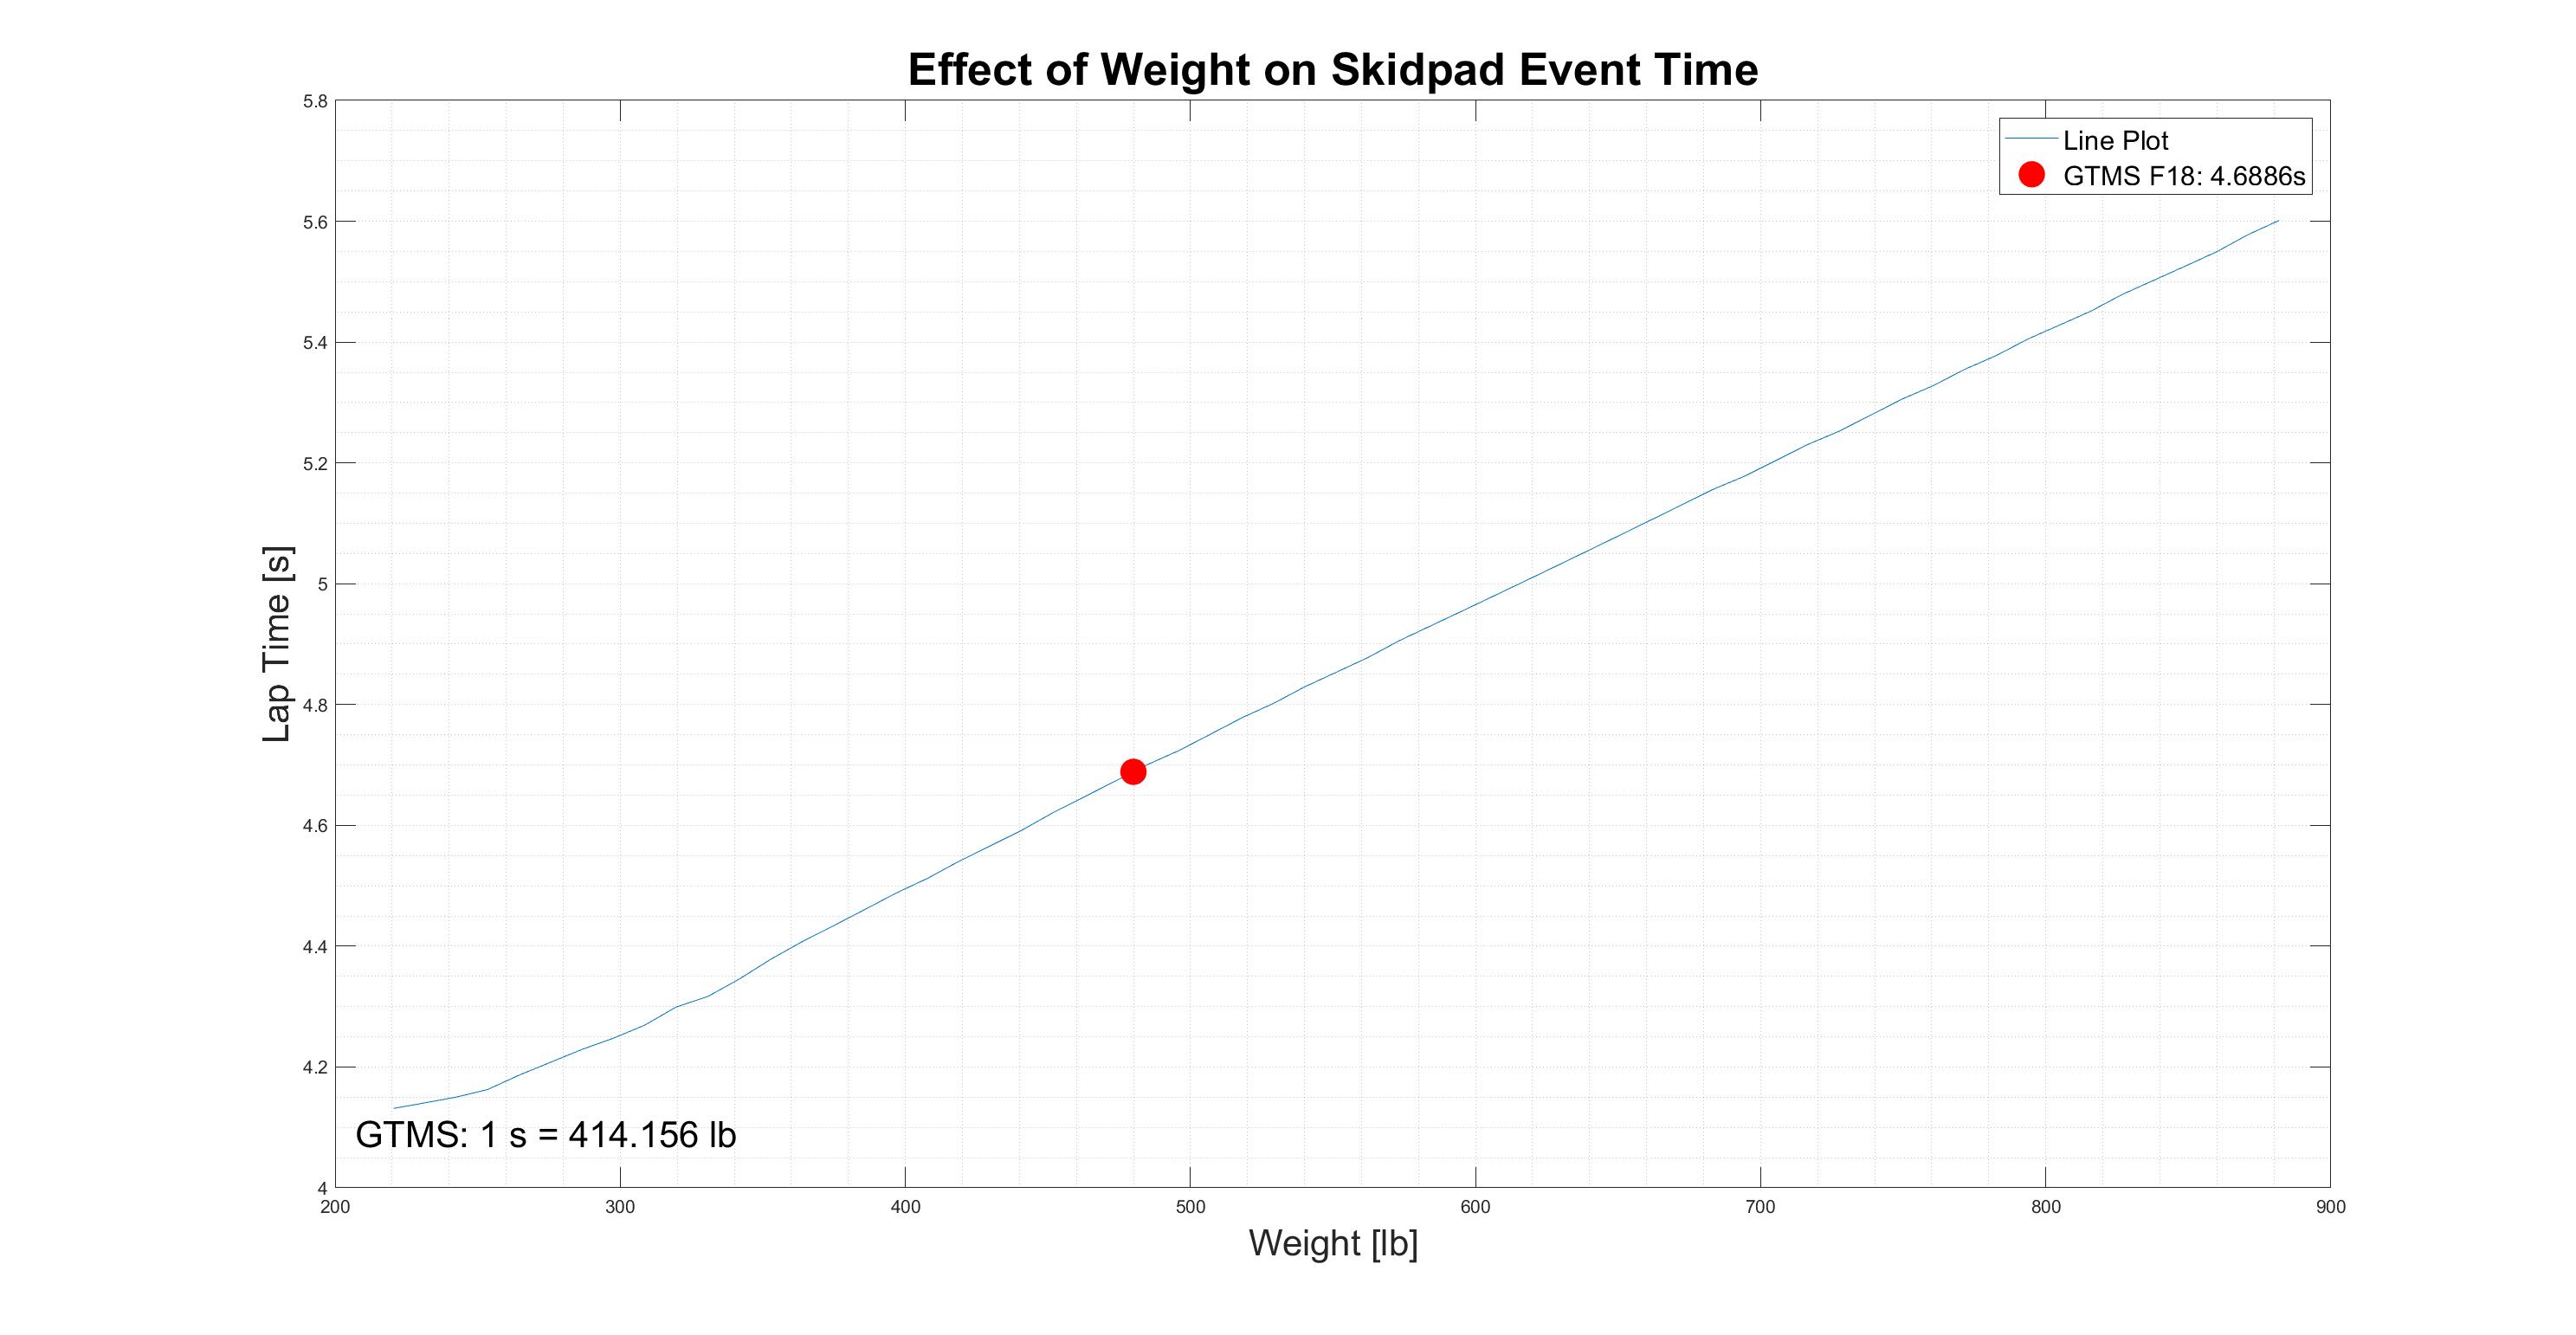 Effect of Weight on Skidpad Event Time
5.8
5.6
5.4
5.2
5
4.8
4.6
4.4
4.2
4
Lap Time [s]
Line Plot
GTMS F18: 4.6886s
GTMS: 1 s = 414.156 lb
200 300 400 500 600 700 800 900
Weight [lb]